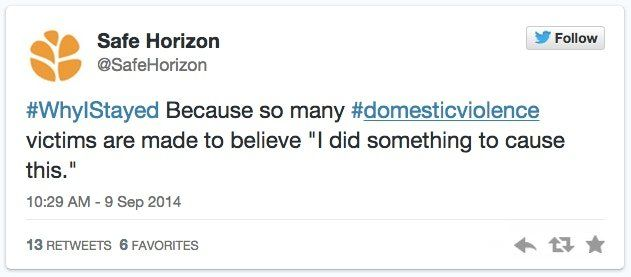 Safe Horizon
@SafeHorizon
Follow
#WhyIStayed Because so many #domesticviolence
victims are made to believe "I did something to cause
this."
10:29 AM - 9 Sep 2014
13 RETWEETS 6 FAVORITES